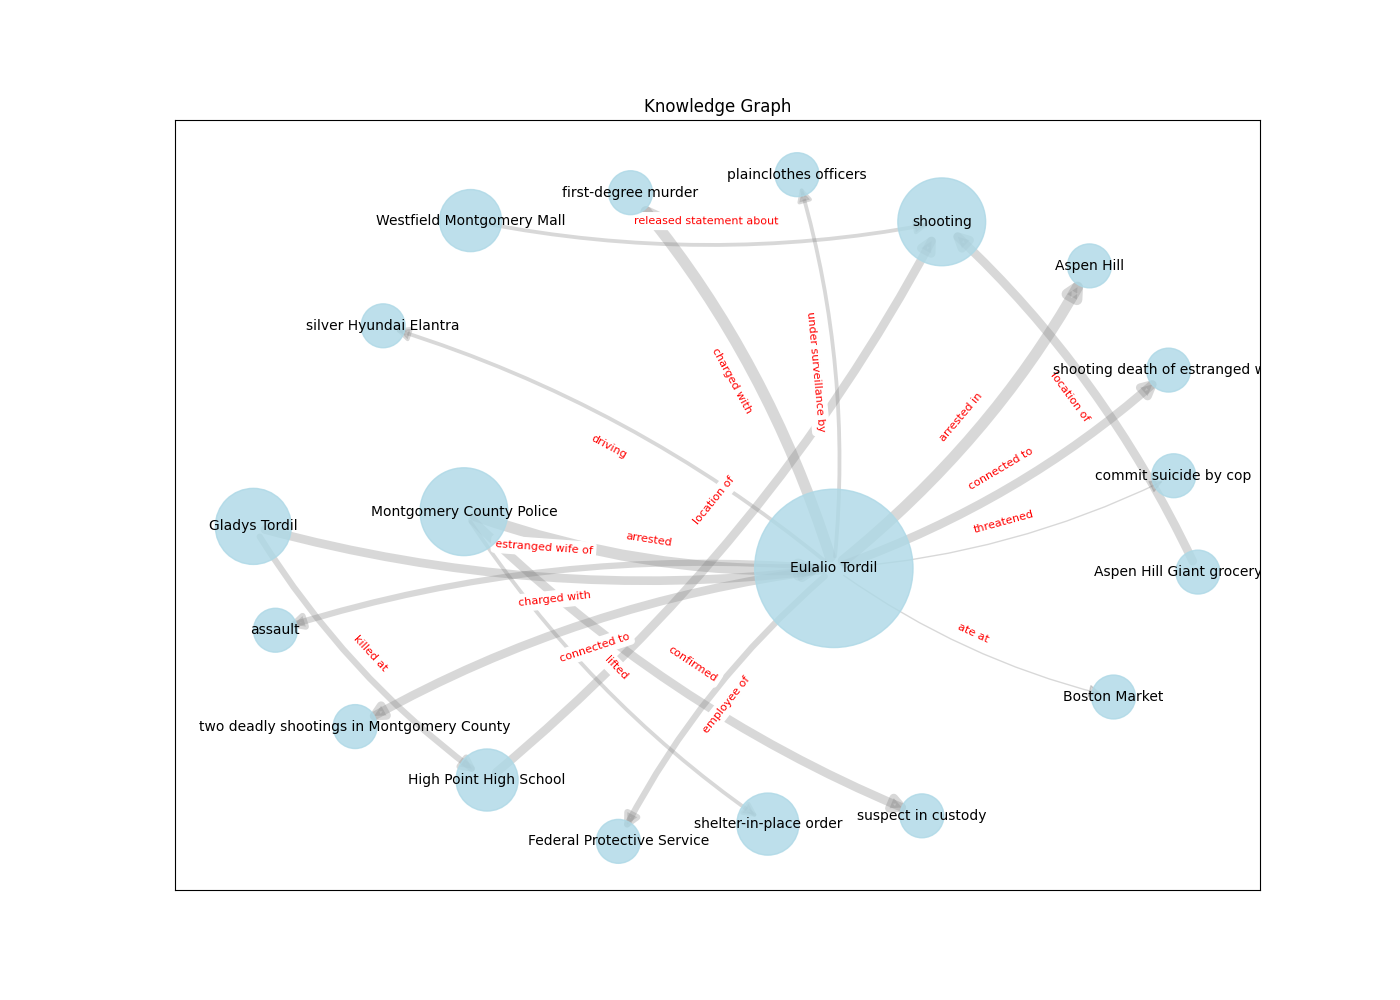 Knowledge Graph
plainclothes officers
first-degree murder
Westfield Montgomery Mall
released statement about
shooting
Aspen Hill
silver Hyundai Elantra
under surveillance by
shooting death of estranged w
charged with
location of
arrested in
driving
connected to
commit suicide by cop
location of
Montgomery County Police
threatened
Gladys Tordil
arrested
estranged wife of
Eulalio Tordil
Aspen Hill Giant grocery
charged with
assault
ate at
connected to
killed at
lifted
confirmed
Boston Market
employee of
two deadly shootings in Montgomery County
High Point High School
suspect in custody
shelter-in-place order
Federal Protective Service